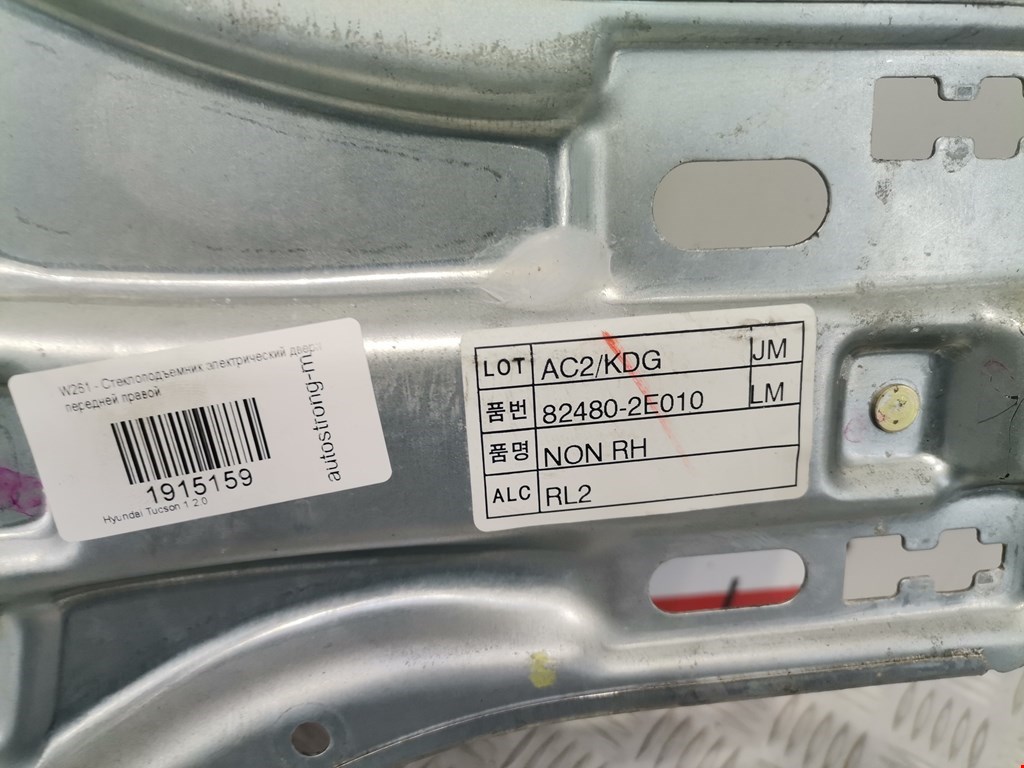 W261 - Стеклоподъемник электрический двери
передней правой
1915159
Hyundai Tucson 1 2.0
autostrong-m
LOT AC2/KDG JM
품번 82480-2E010 LM
품명 NON RH
ALC RL2